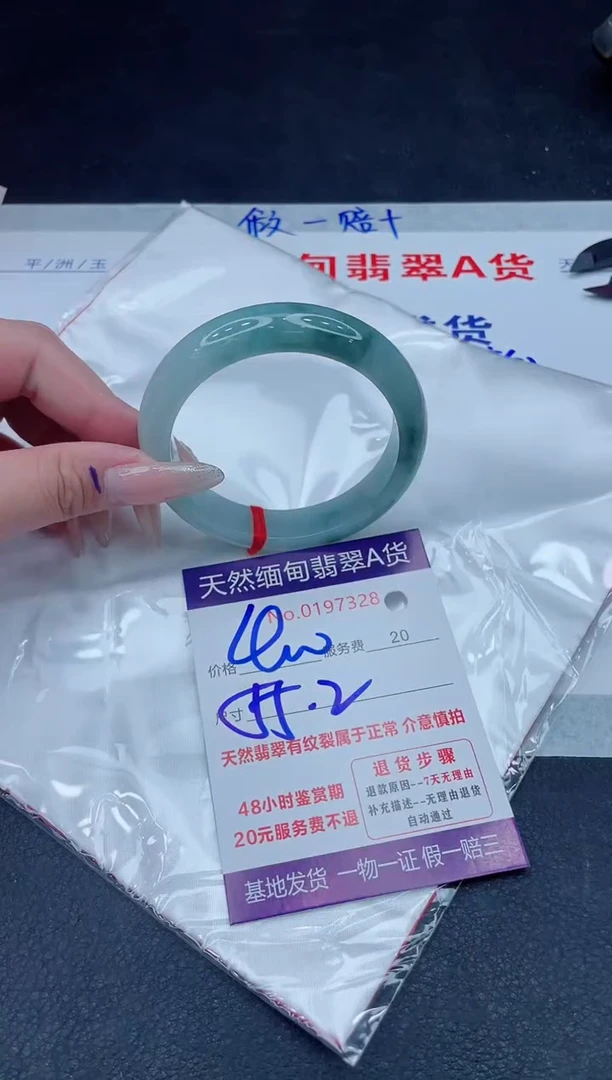 假一赔十
平/洲/玉
甸翡翠A货
货
天然缅甸翡翠A货
No.0197328
价格
服务费 20
尺寸 55.2
天然翡翠有纹裂属于正常 介意慎拍
48小时鉴赏期
20元服务费不退
退货步骤
退款原因--7天无理由
补充描述--无理由退货
自动通过
基地发货 一物一证 假一赔三